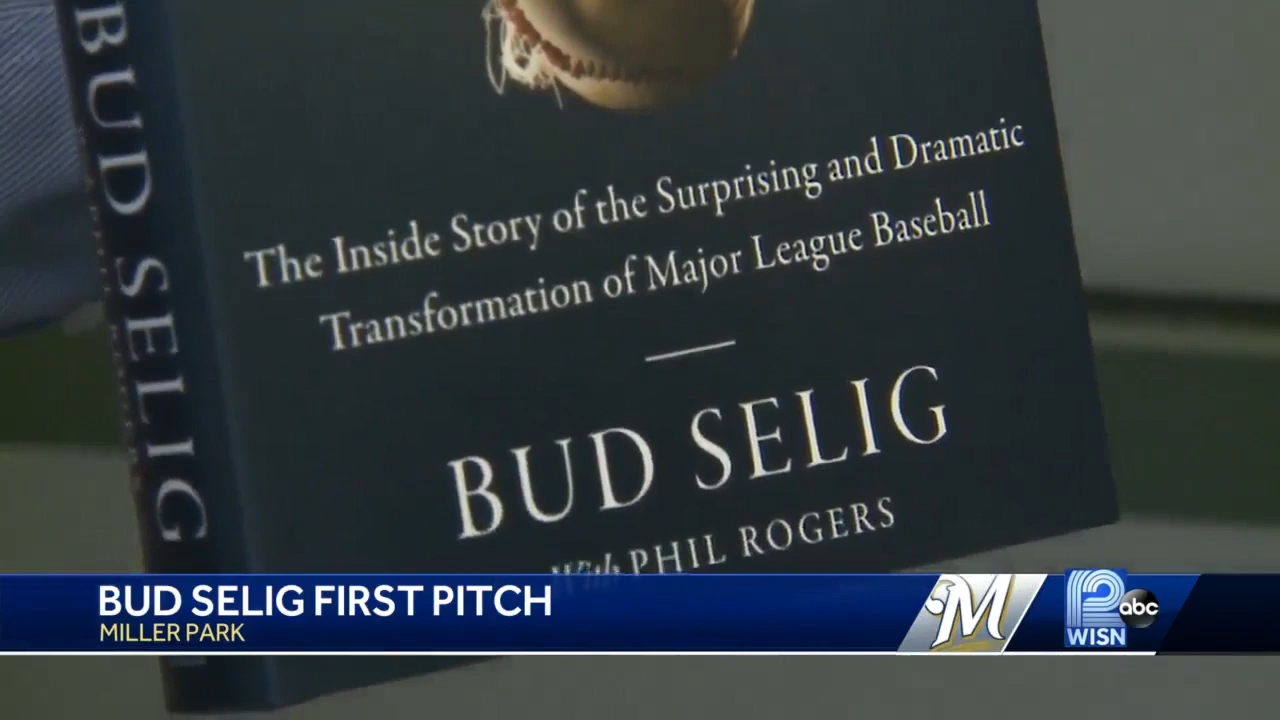 BUD SELIG
The Inside Story of the Surprising and Dramatic
Transformation of Major League Baseball
BUD SELIG
With PHIL ROGERS
BUD SELIG FIRST PITCH
MILLER PARK
M
12
abc
WISN